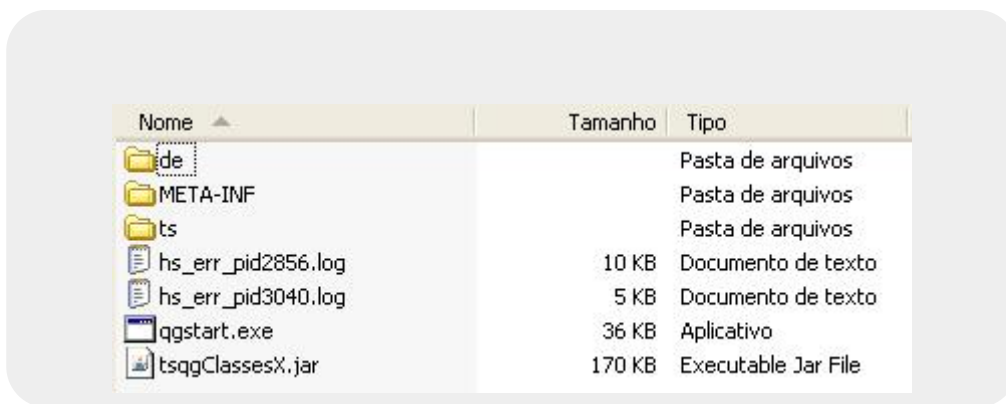 Nome Tamanho Tipo
de Pasta de arquivos
META-INF Pasta de arquivos
ts Pasta de arquivos
hs_err_pid2856.log 10 KB Documento de texto
hs_err_pid3040.log 5 KB Documento de texto
qgstart.exe 36 KB Aplicativo
tsqgClassesX.jar 170 KB Executable Jar File